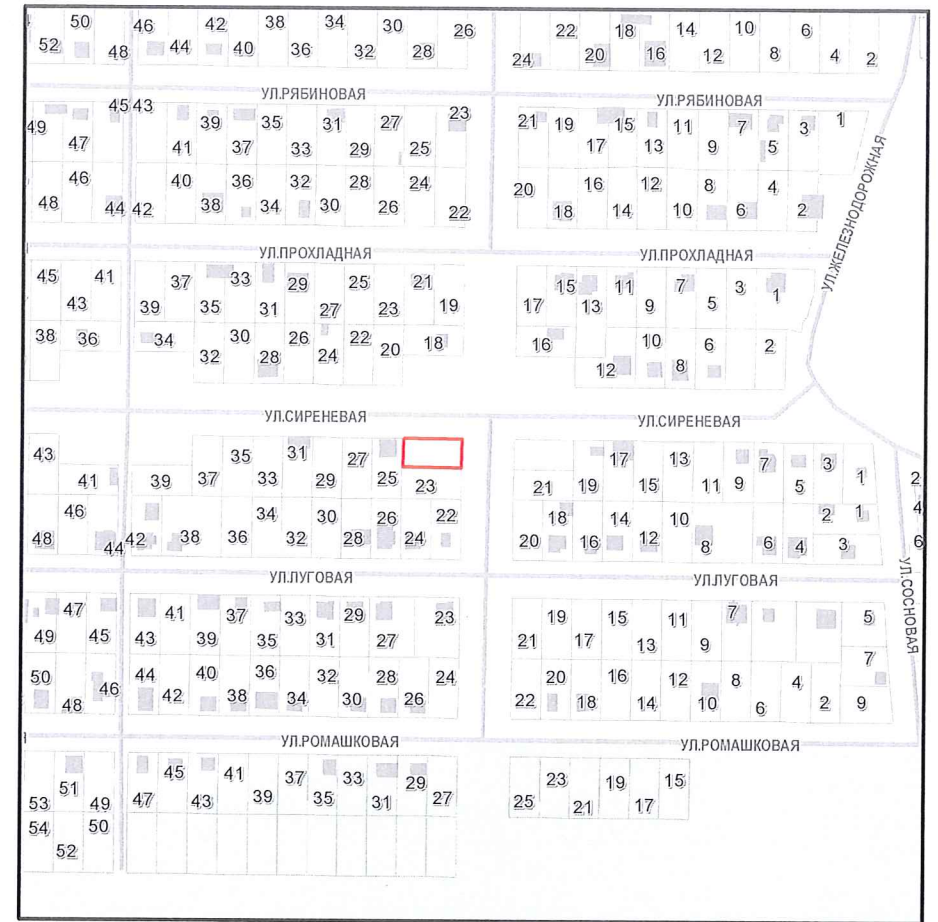 50 46 42 38 34 30 26 22 18 14 10 6
52 48 44 40 36 32 28 24 20 16 12 8 4 2
УЛ.РЯБИНОВАЯ УЛ.РЯБИНОВАЯ
45 43 39 35 31 27 23 21 19 15 11 7 3 1
49 47 41 37 33 29 25 17 13 9 5
46 40 36 32 28 24 20 16 12 8 4
48 44 42 38 34 30 26 22 18 14 10 6 2
УЛ.ЖЕЛЕЗНОДОРОЖНАЯ
УЛ.ПРОХЛАДНАЯ УЛ.ПРОХЛАДНАЯ
45 41 37 33 29 25 21 15 11 7 3 1
43 39 35 31 27 23 19 17 13 9 5
38 36 34 30 26 22 18 16 10 6 2
32 28 24 20 12 8
УЛ.СИРЕНЕВАЯ УЛ.СИРЕНЕВАЯ
43 35 31 27 17 13 7 3 1
41 39 37 33 29 25 23 21 19 15 11 9 5 2
46 34 30 26 22 18 14 10 2 1 4
48 44 42 38 36 32 28 24 20 16 12 8 6 4 3 6
УЛ.ЛУГОВАЯ УЛ.ЛУГОВАЯ
УЛ.СОСНОВАЯ
47 41 37 33 29 23 19 15 11 7 5
49 45 43 39 35 31 27 21 17 13 9 7
50 46 44 40 36 32 28 24 20 16 12 8 4
48 42 38 34 30 26 22 18 14 10 6 2 9
УЛ.РОМАШКОВАЯ УЛ.РОМАШКОВАЯ
51 45 41 37 33 29 23 19 15
53 49 47 43 39 35 31 27 25 21 17
54 50
52